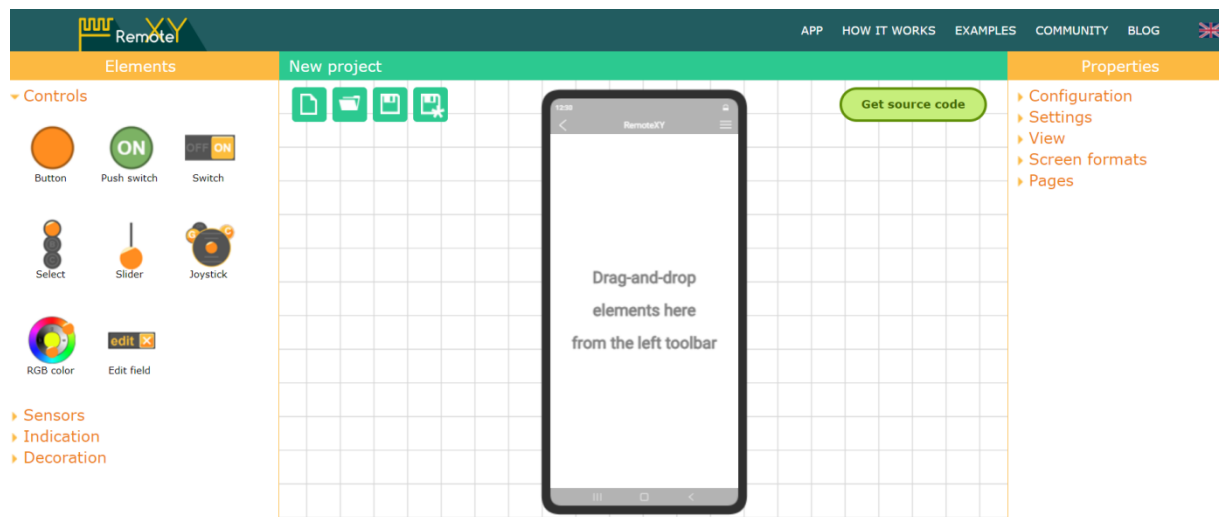 RemoteXY
APP HOW IT WORKS EXAMPLES COMMUNITY BLOG
Elements
New project
Properties
Controls
ON
OFF ON
Button Push switch Switch
Select Slider G G Joystick
edit
RGB color Edit field
Sensors
Indication
Decoration
12:55
RemoteXY
Drag-and-drop
elements here
from the left toolbar
Get source code
Configuration
Settings
View
Screen formats
Pages